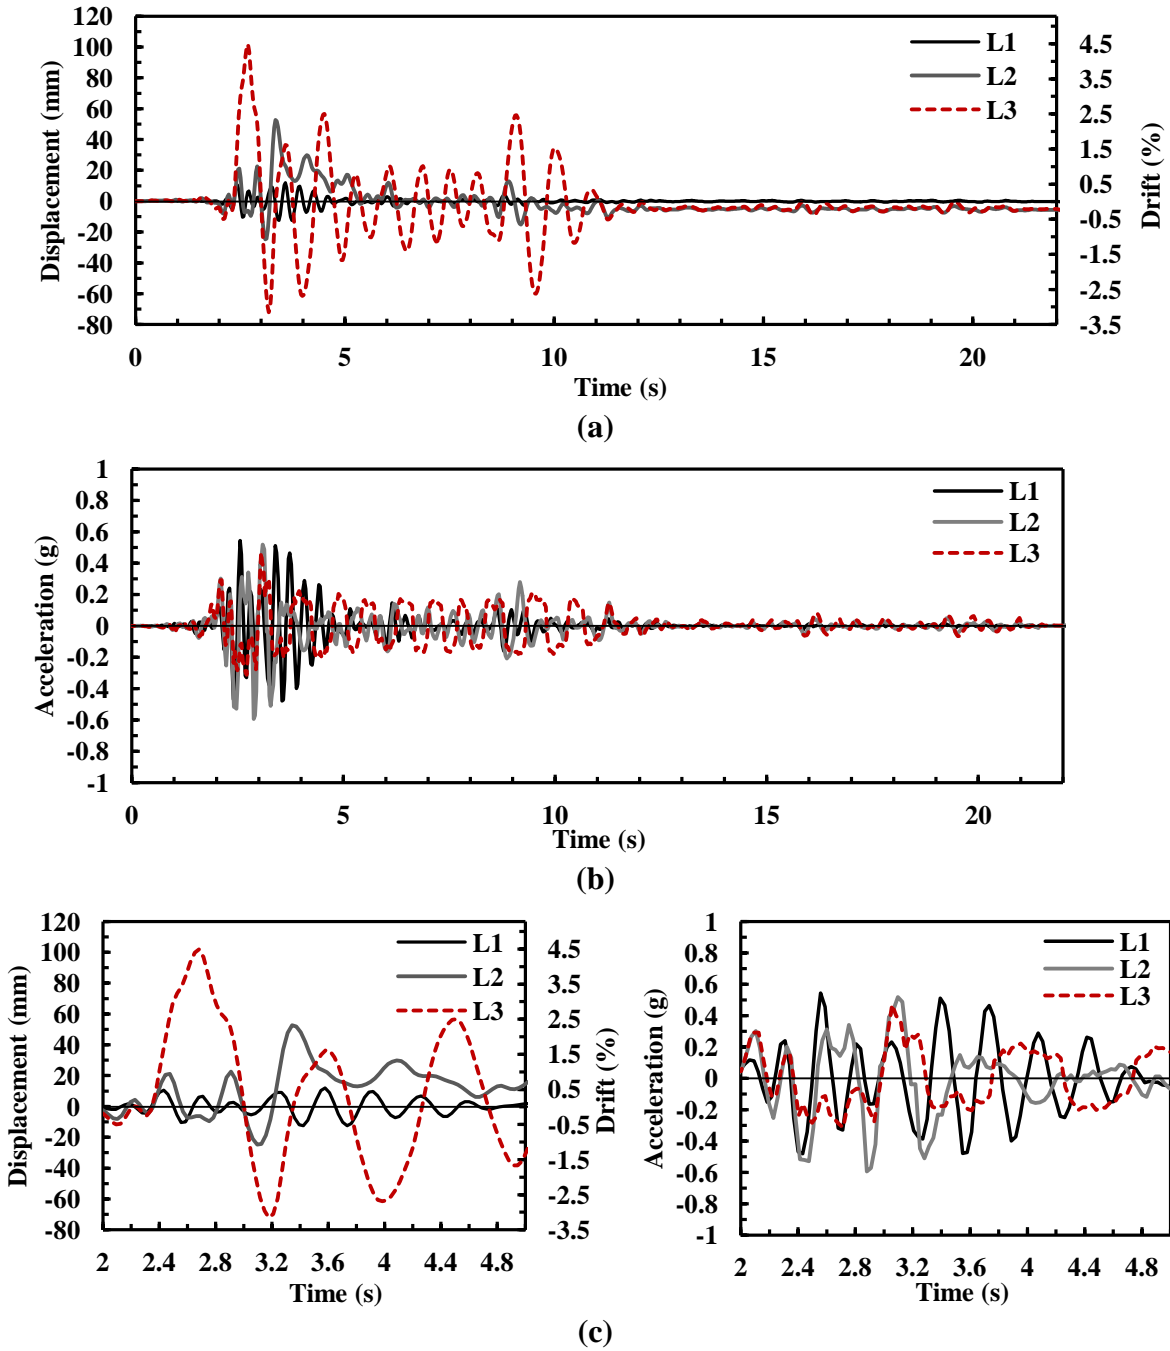 120
100
80
60
40
20
0
-20
-40
-60
-80
Displacement (mm)
L1
L2
L3
4.5
3.5
2.5
1.5
0.5
-0.5
-1.5
-2.5
-3.5
Drift (%)
0 5 10 15 20
Time (s)
(a)
1
0.8
0.6
0.4
0.2
0
-0.2
-0.4
-0.6
-0.8
-1
Acceleration (g)
L1
L2
L3
0 5 10 15 20
Time (s)
(b)
120
100
80
60
40
20
0
-20
-40
-60
-80
Displacement (mm)
L1
L2
L3
4.5
3.5
2.5
1.5
0.5
-0.5
-1.5
-2.5
-3.5
Drift (%)
2 2.4 2.8 3.2 3.6 4 4.4 4.8
Time (s)
1
0.8
0.6
0.4
0.2
0
-0.2
-0.4
-0.6
-0.8
-1
Acceleration (g)
L1
L2
L3
2 2.4 2.8 3.2 3.6 4 4.4 4.8
Time (s)
(c)